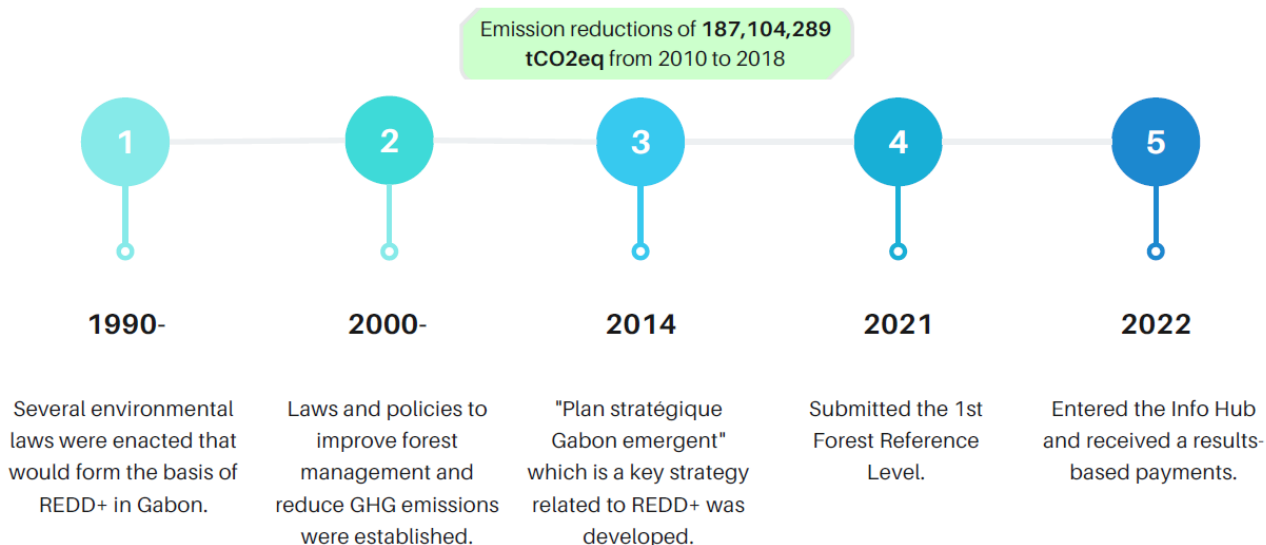 Emission reductions of 187,104,289
tCO2eq from 2010 to 2018
1
2
3
4
5
1990-
2000-
2014
2021
2022
Several environmental
laws were enacted that
would form the basis of
REDD+ in Gabon.
Laws and policies to
improve forest
management and
reduce GHG emissions
were established.
"Plan stratégique
Gabon emergent"
which is a key strategy
related to REDD+ was
developed.
Submitted the 1st
Forest Reference
Level.
Entered the Info Hub
and received a results-
based payments.